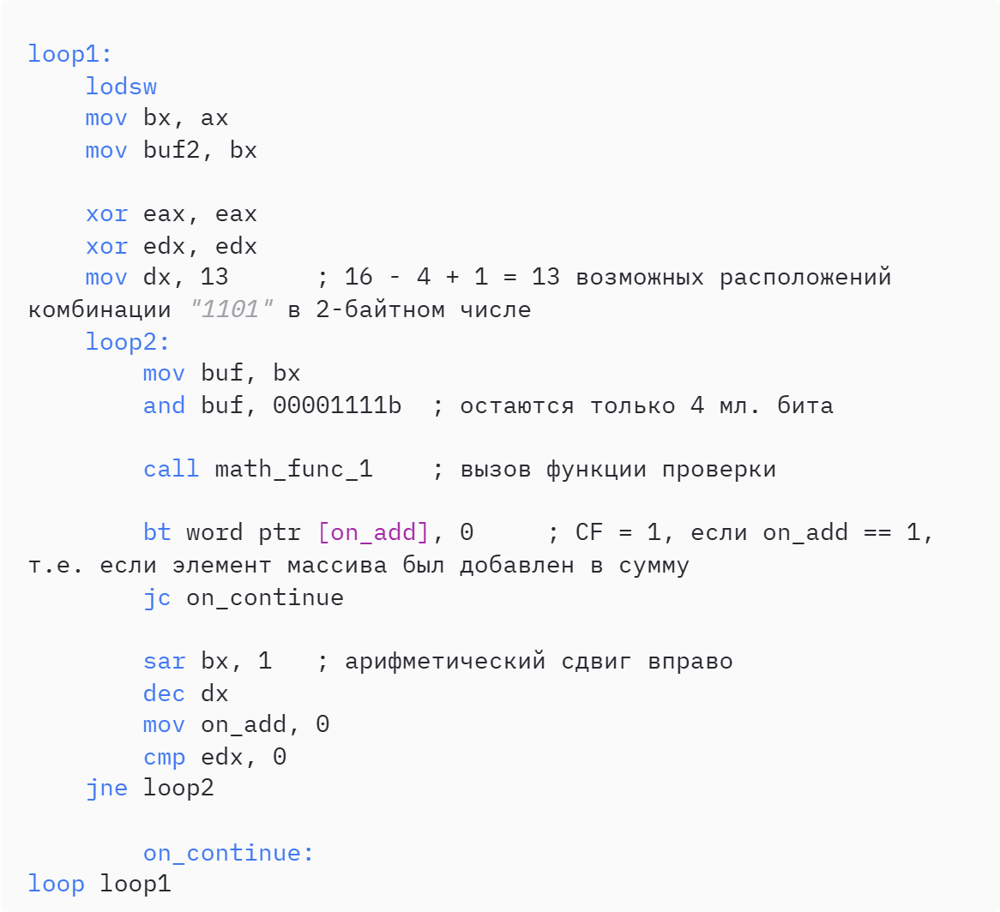 loop1:
    lodsw
    mov bx, ax
    mov buf2, bx

    xor eax, eax
    xor edx, edx
    mov dx, 13      ; 16 - 4 + 1 = 13 возможных расположений
комбинации "1101" в 2-байтном числе
    loop2:
        mov buf, bx
        and buf, 00001111b  ; остаются только 4 мл. бита

        call math_func_1    ; вызов функции проверки

        bt word ptr [on_add], 0     ; CF = 1, если on_add == 1,
т.е. если элемент массива был добавлен в сумму
        jc on_continue

        sar bx, 1   ; арифметический сдвиг вправо
        dec dx
        mov on_add, 0
        cmp edx, 0
    jne loop2

        on_continue:
loop loop1